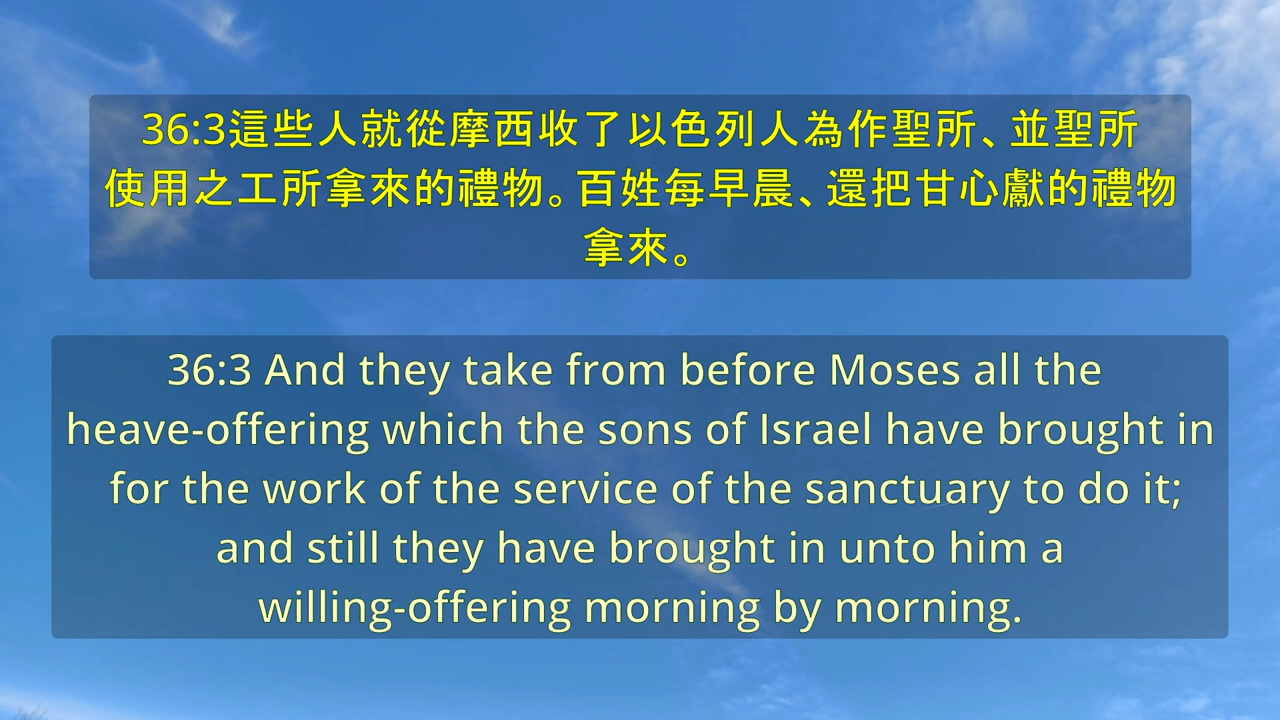 36:3這些人就從摩西收了以色列人為作聖所、並聖所
使用之工所拿來的禮物。百姓每早晨、還把甘心獻的禮物
拿來。
36:3 And they take from before Moses all the
heave-offering which the sons of Israel have brought in
for the work of the service of the sanctuary to do it;
and still they have brought in unto him a
willing-offering morning by morning.